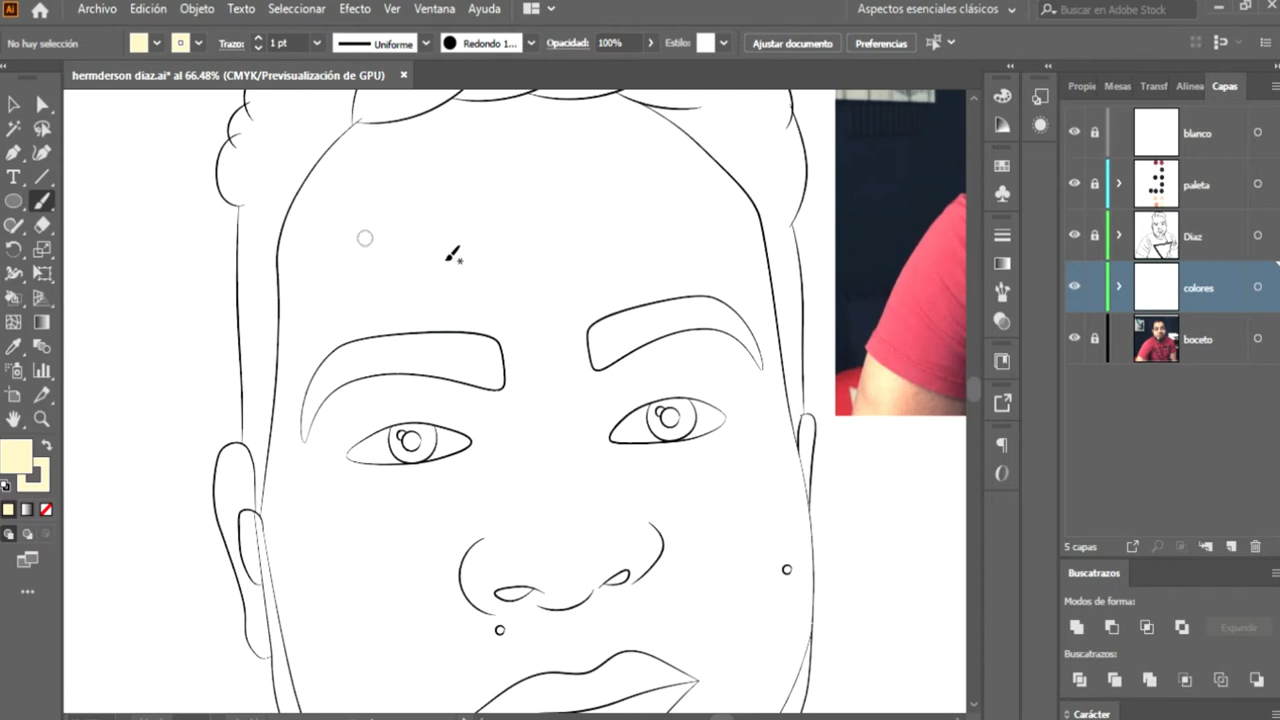 Ai
Archivo Edición Objeto Texto Seleccionar Efecto Ver Ventana Ayuda
Aspectos esenciales clásicos
Buscar en Adobe Stock
No hay selección
Trazo: 1 pt
Uniforme
Redondo 1...
Opacidad: 100%
Estilo:
Ajustar documento
Preferencias
hermderson diaz.ai* al 66.48% (CMYK/Previsualización de GPU)
Propie Mesas Transf Alinea Capas
blanco
paleta
Diaz
colores
boceto
5 capas
Buscatrazos
Modos de forma:
Expandir
Buscatrazos:
Carácter